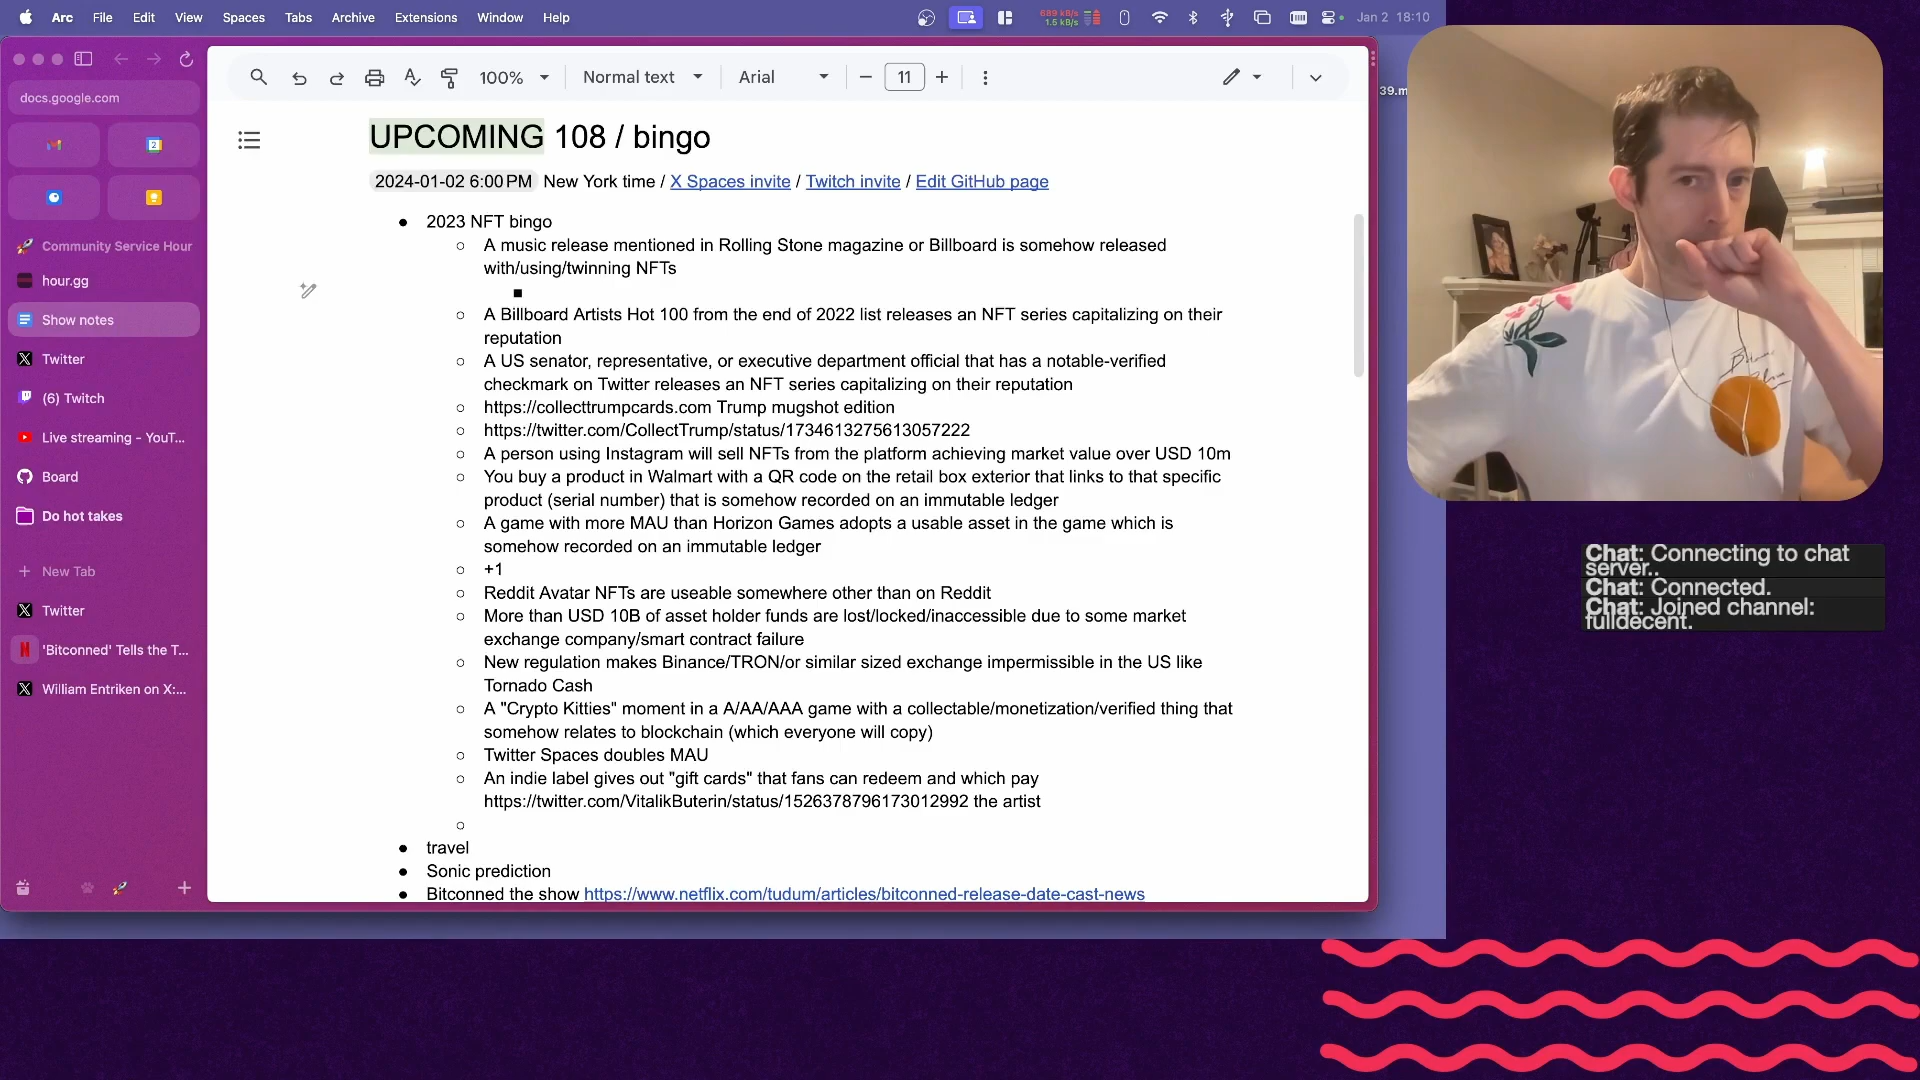 Arc File Edit View Spaces Tabs Archive Extensions Window Help
689 kB/s
1.5 kB/s
Jan 2 18:10
docs.google.com
2
Community Service Hour
hour.gg
Show notes
Twitter
(6) Twitch
Live streaming - YouT...
Board
Do hot takes
New Tab
Twitter
'Bitconned' Tells the T...
William Entriken on X:...
100% Normal text Arial 11
39.m
UPCOMING 108 / bingo
2024-01-02 6:00 PM New York time / X Spaces invite / Twitch invite / Edit GitHub page
2023 NFT bingo
A music release mentioned in Rolling Stone magazine or Billboard is somehow released
with/using/twinning NFTs
A Billboard Artists Hot 100 from the end of 2022 list releases an NFT series capitalizing on their
reputation
A US senator, representative, or executive department official that has a notable-verified
checkmark on Twitter releases an NFT series capitalizing on their reputation
https://collecttrumpcards.com Trump mugshot edition
https://twitter.com/CollectTrump/status/1734613275613057222
A person using Instagram will sell NFTs from the platform achieving market value over USD 10m
You buy a product in Walmart with a QR code on the retail box exterior that links to that specific
product (serial number) that is somehow recorded on an immutable ledger
A game with more MAU than Horizon Games adopts a usable asset in the game which is
somehow recorded on an immutable ledger
+1
Reddit Avatar NFTs are useable somewhere other than on Reddit
More than USD 10B of asset holder funds are lost/locked/inaccessible due to some market
exchange company/smart contract failure
New regulation makes Binance/TRON/or similar sized exchange impermissible in the US like
Tornado Cash
A "Crypto Kitties" moment in a A/AA/AAA game with a collectable/monetization/verified thing that
somehow relates to blockchain (which everyone will copy)
Twitter Spaces doubles MAU
An indie label gives out "gift cards" that fans can redeem and which pay
https://twitter.com/VitalikButerin/status/1526378796173012992 the artist
travel
Sonic prediction
Bitconned the show https://www.netflix.com/tudum/articles/bitconned-release-date-cast-news
Chat: Connecting to chat
server..
Chat: Connected.
Chat: Joined channel:
fulldecent.